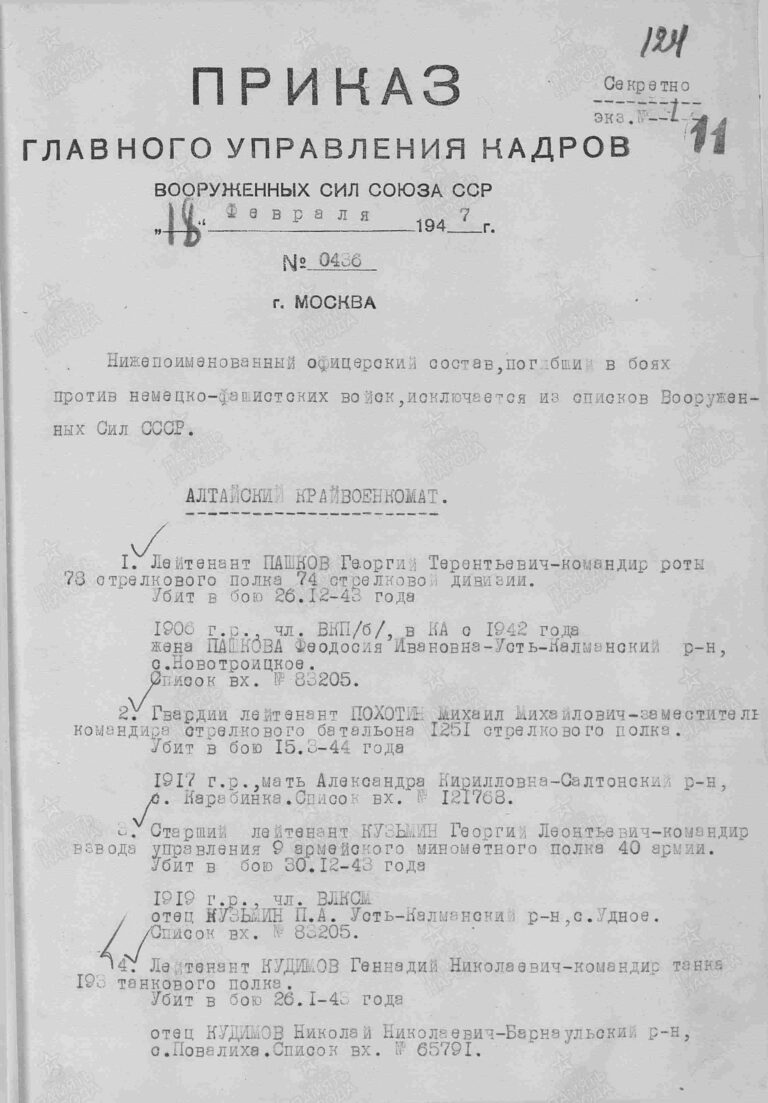 124
ПРИКАЗ
Секретно
экз.№ 1
11
ГЛАВНОГО УПРАВЛЕНИЯ КАДРОВ
ВООРУЖЕННЫХ СИЛ СОЮЗА ССР
„18“ Февраля 1947 г.
№ 0436
г. МОСКВА
Нижепоименованный офицерский состав, погибший в боях
против немецко-фашистских войск, исключается из списков Вооружен-
ных Сил СССР.
АЛТАЙСКИЙ КРАЙВОЕНКОМАТ.
1. Лейтенант ПАШКОВ Георгий Терентьевич-командир роты
78 стрелкового полка 74 стрелковой дивизии.
Убит в бою 26.12-43 года
1906 г.р., чл. ВКП/б/, в КА с 1942 года
жена ПАШКОВА Феодосия Ивановна-Усть-Калманский р-н,
с.Новотроицкое.
Список вх. № 83205.
2. Гвардии лейтенант ПОХОТИН Михаил Михаилович-заместитель
командира стрелкового батальона 1251 стрелкового полка.
Убит в бою 15.3-44 года
1917 г.р., мать Александра Кирилловна-Салтонский р-н,
с. Карабинка.Список вх. № 121768.
3. Старший лейтенант КУЗЬМИН Георгий Леонтьевич-командир
взвода управления 9 армейского минометного полка 40 армии.
Убит в бою 30.12-43 года
1919 г.р., чл. ВЛКСМ
отец КУЗЬМИН П.А. Усть-Калманский р-н,с.Удное.
Список вх. № 83205.
4. Лейтенант КУДИМОВ Геннадий Николаевич-командир танка
193 танкового полка.
Убит в бою 26.1-43 года
отец КУДИМОВ Николай Николаевич-Барнаульский р-н,
с.Повалиха.Список вх. № 65791.